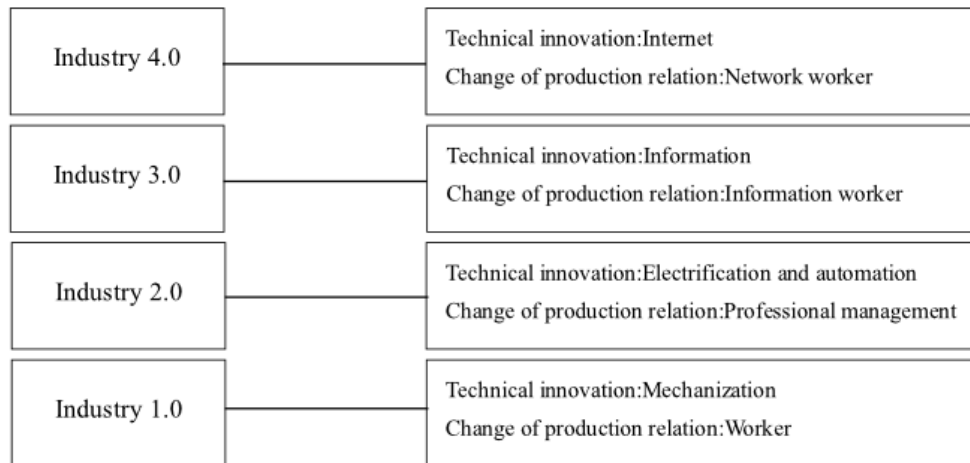 Industry 4.0
Technical innovation:Internet
Change of production relation:Network worker
Industry 3.0
Technical innovation:Information
Change of production relation:Information worker
Industry 2.0
Technical innovation:Electrification and automation
Change of production relation:Professional management
Industry 1.0
Technical innovation:Mechanization
Change of production relation:Worker